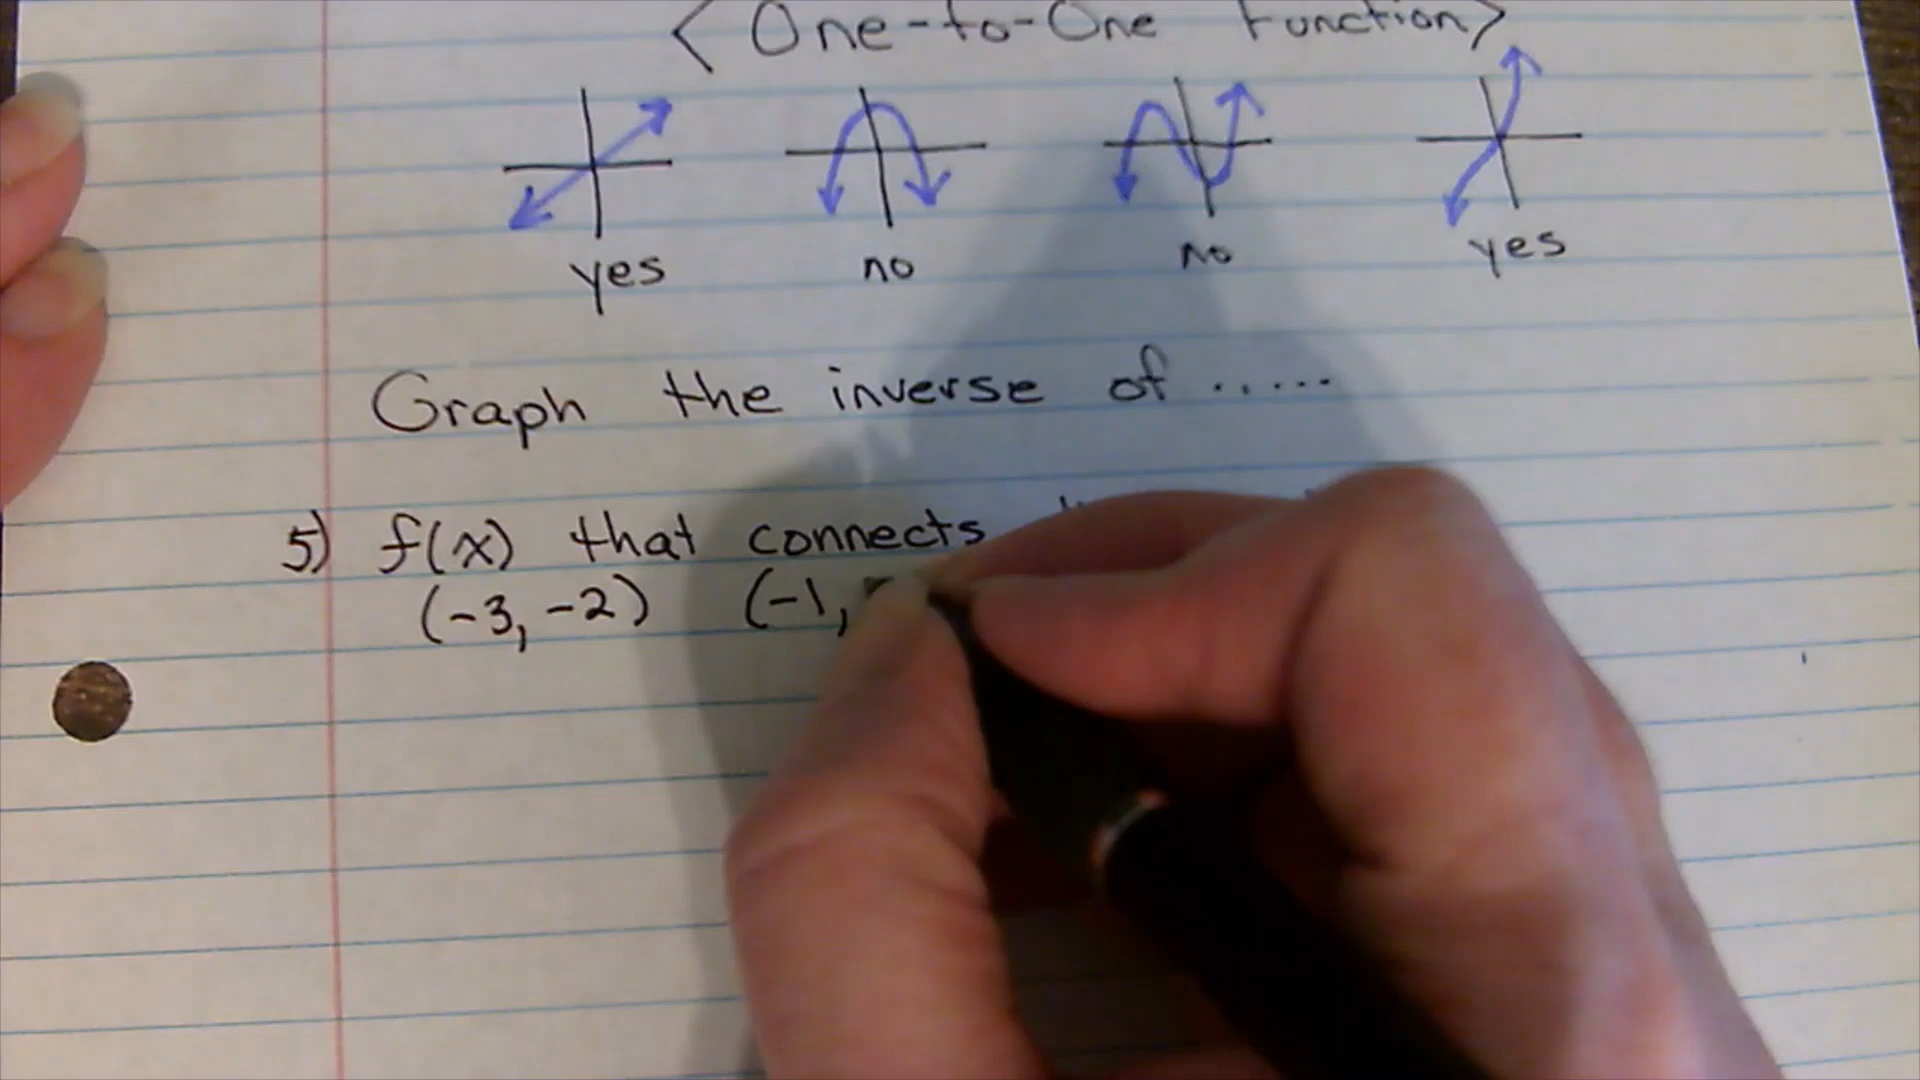 <One-to-One Function>
yes no no yes
Graph the inverse of .....
5) f(x) that connects
(-3, -2) (-1,